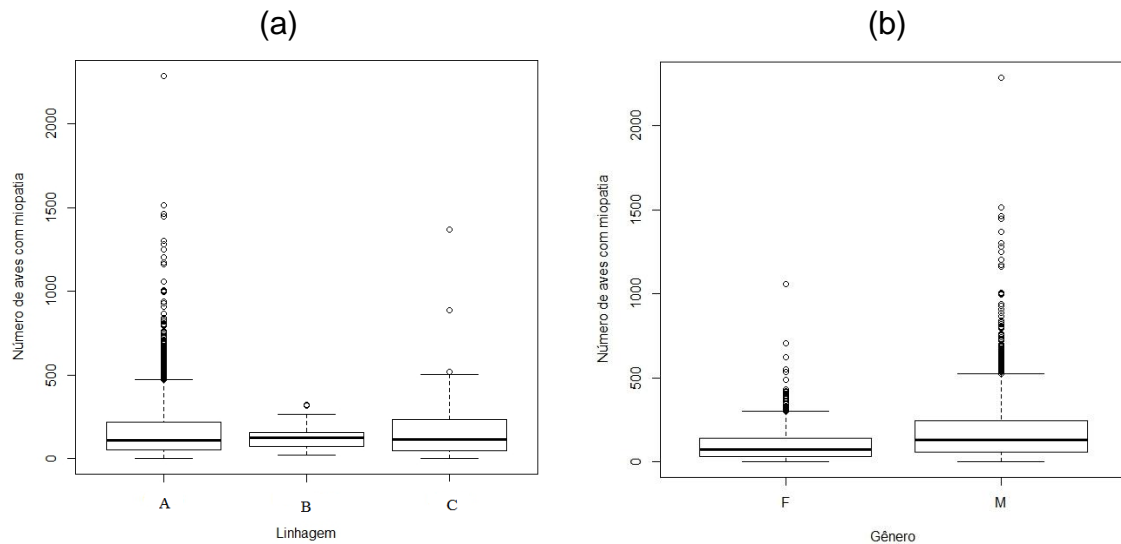 (a)
Número de aves com miopatia
2000
1500
1000
500
0
A
B
C
Linhagem
(b)
Número de aves com miopatia
2000
1500
1000
500
0
F
M
Gênero